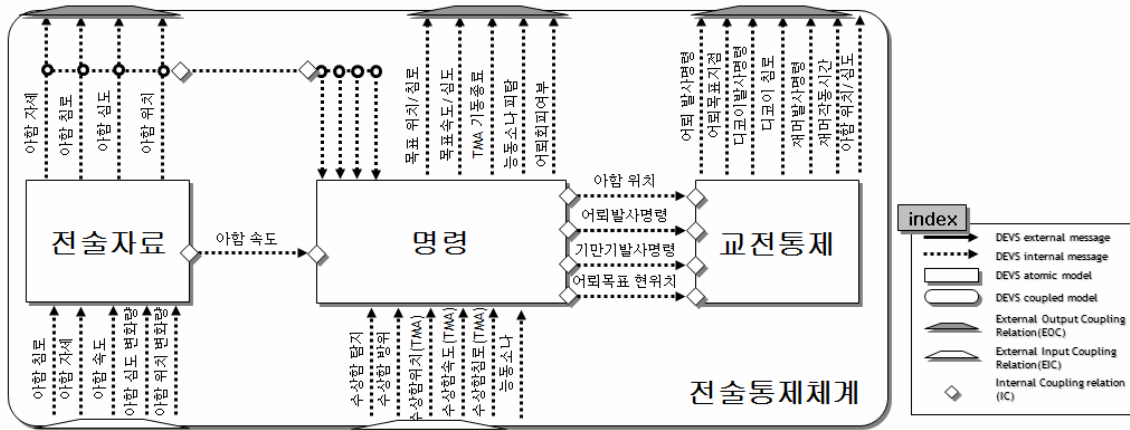 아함 자세
아함 침로
아함 심도
아함 위치
목표 위치/침로
목표속도/심도
TMA 기동종료
능동소나 피탐
어뢰회피여부
어뢰 발사명령
어뢰목표지점
디코이발사명령
디코이 침로
재머발사명령
재머작동시간
아함 위치/심도
전술자료
아함 속도
명령
아함 위치
어뢰발사명령
기만기발사명령
어뢰목표 현위치
교전통제
아함 침로
아함 자세
아함 속도
아함 심도 변화량
아함 위치 변화량
수상함 탐지
수상함 방위
수상함위치(TMA)
수상함속도(TMA)
수상함침로(TMA)
능동소나
전술통제체계
index
DEVS external message
DEVS internal message
DEVS atomic model
DEVS coupled model
External Output Coupling
Relation(EOC)
External Input Coupling
Relation(EIC)
Internal Coupling relation
(IC)